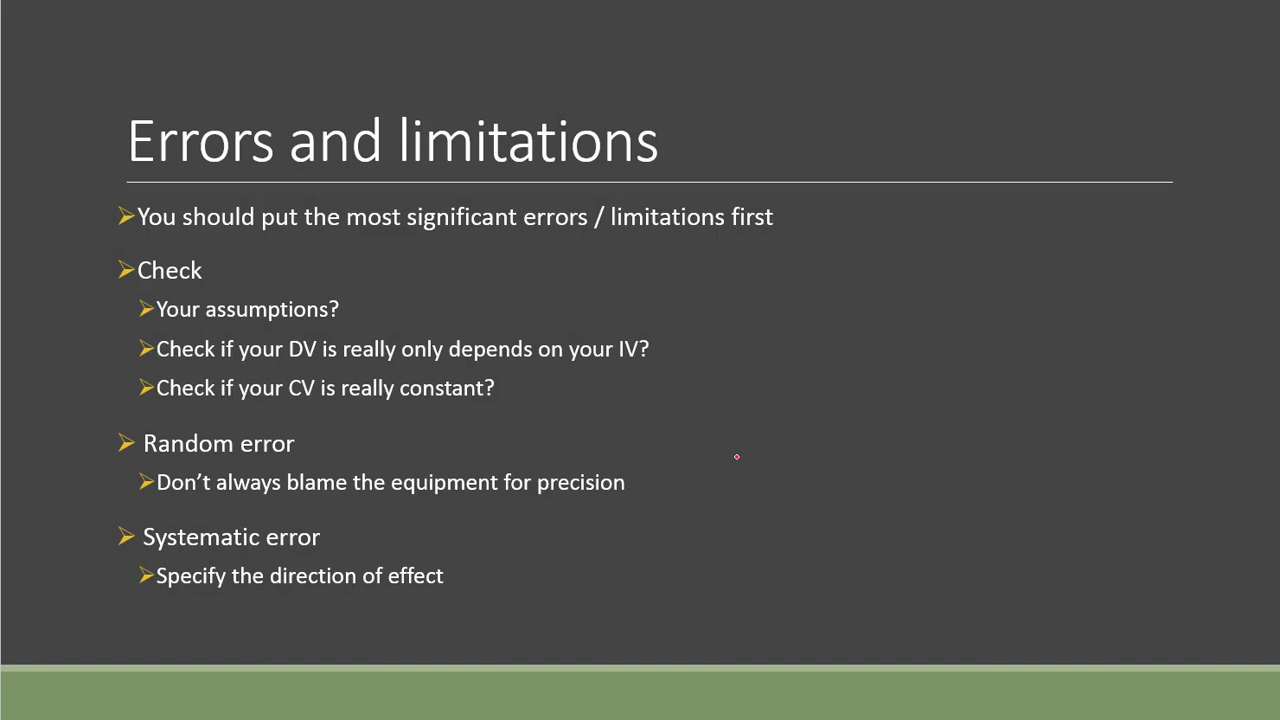 Errors and limitations
You should put the most significant errors / limitations first
Check
Your assumptions?
Check if your DV is really only depends on your IV?
Check if your CV is really constant?
Random error
Don’t always blame the equipment for precision
Systematic error
Specify the direction of effect